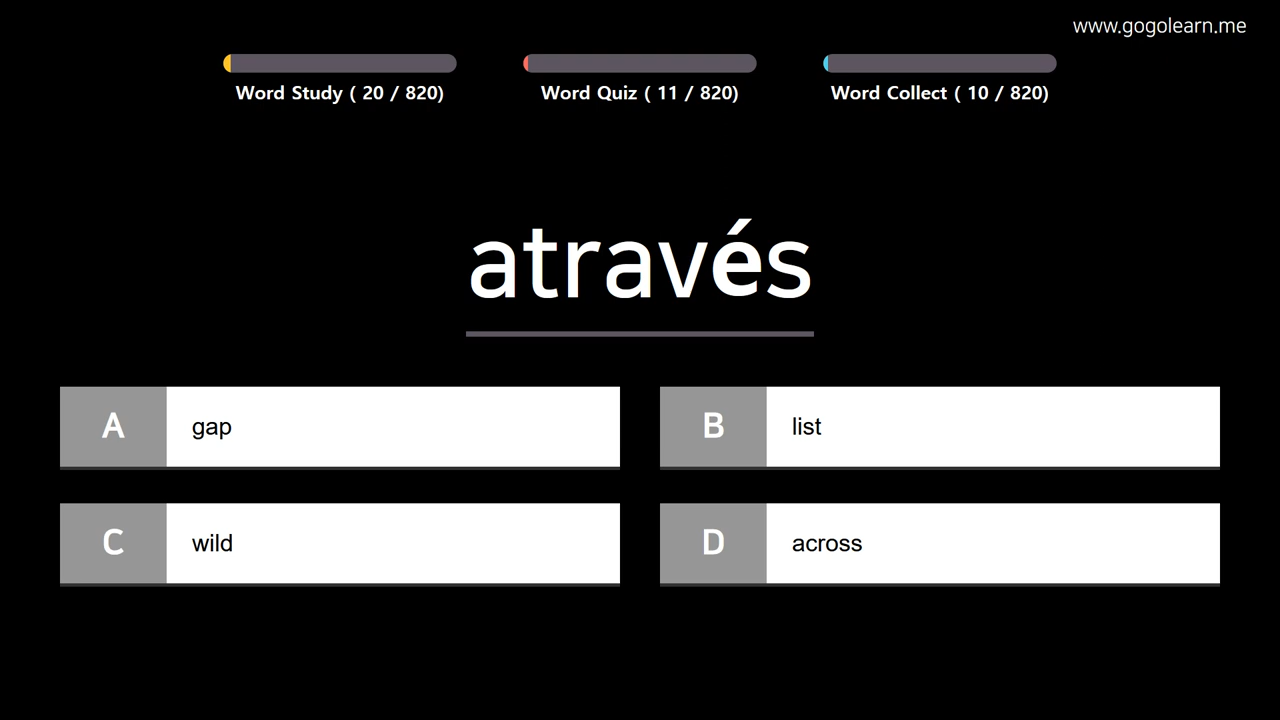 www.gogolearn.me
Word Study ( 20 / 820)
Word Quiz ( 11 / 820)
Word Collect ( 10 / 820)
através
A gap
B list
C wild
D across